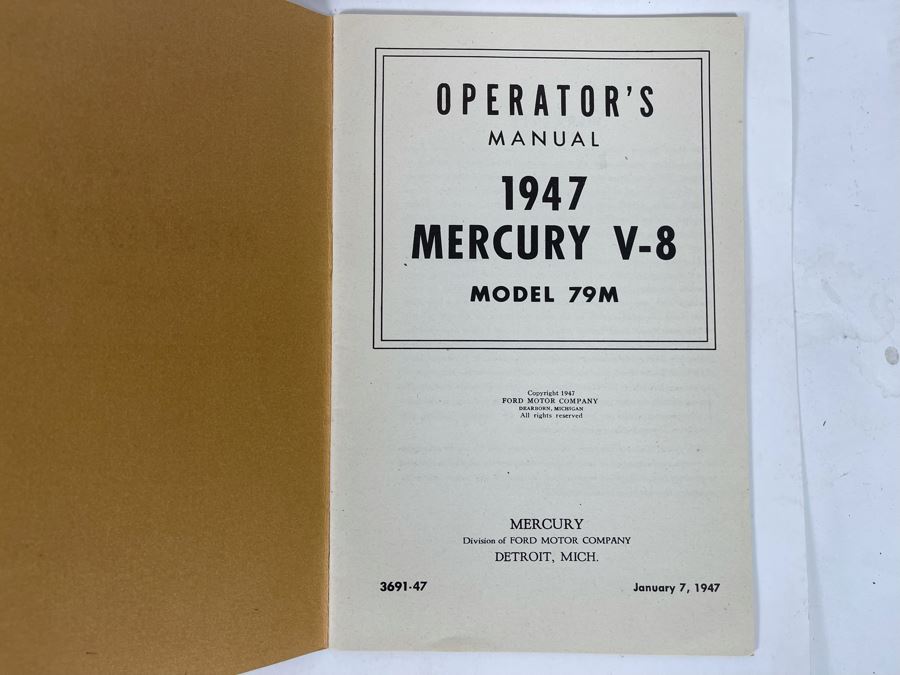 OPERATOR'S
MANUAL
1947
MERCURY V-8
MODEL 79M
Copyright 1947
FORD MOTOR COMPANY
DEARBORN, MICHIGAN
All rights reserved
MERCURY
Division of FORD MOTOR COMPANY
DETROIT, MICH.
3691-47 January 7, 1947